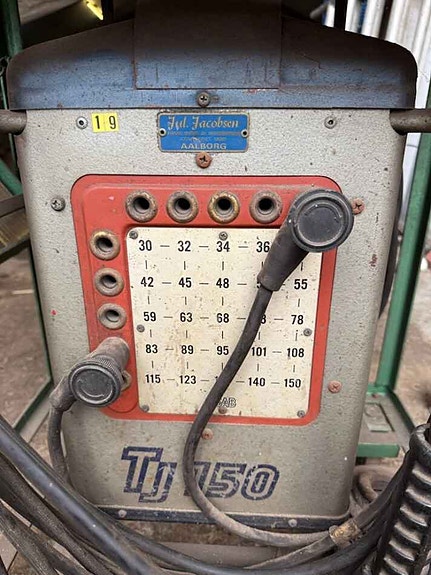 19
Jyl. Jacobsen
AALBORG
30 - 32 - 34 - 36
42 - 45 - 48 - 55
59 - 63 - 68 - 78
83 - 89 - 95 101 - 108
115 - 123 - 140 - 150
AB
TJ 150